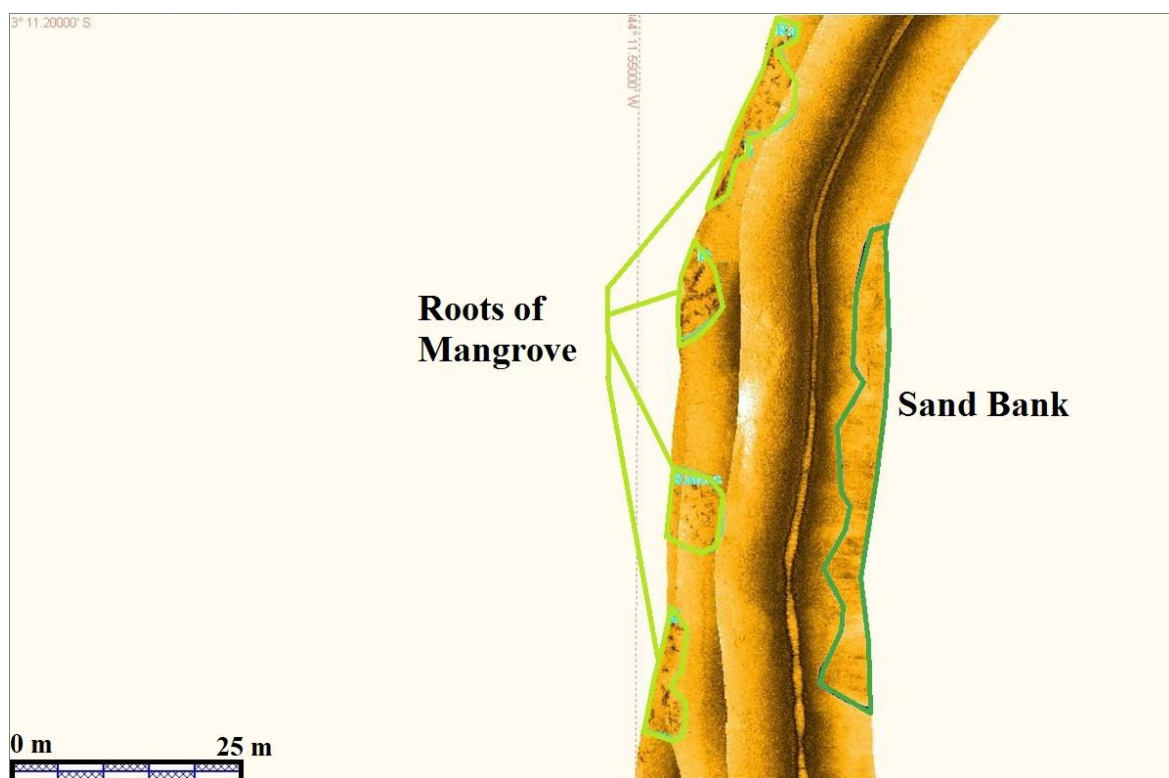 3° 11.20000' S
44° 11.55000' W
Roots of
Mangrove
Sand Bank
0 m
25 m